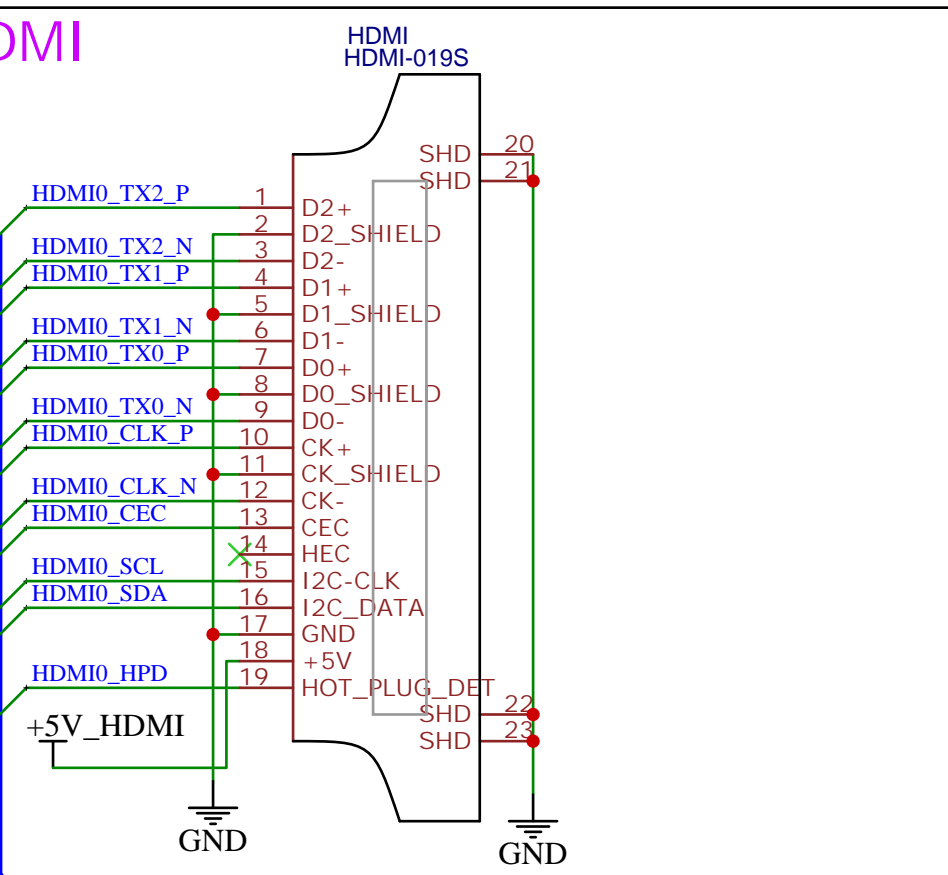 DMI
HDMI
HDMI-019S
SHD 20
SHD 21
HDMI0_TX2_P 1 D2+
2 D2_SHIELD
HDMI0_TX2_N 3 D2-
HDMI0_TX1_P 4 D1+
5 D1_SHIELD
HDMI0_TX1_N 6 D1-
HDMI0_TX0_P 7 D0+
8 D0_SHIELD
HDMI0_TX0_N 9 D0-
HDMI0_CLK_P 10 CK+
11 CK_SHIELD
HDMI0_CLK_N 12 CK-
HDMI0_CEC 13 CEC
14 HEC
HDMI0_SCL 15 I2C-CLK
HDMI0_SDA 16 I2C_DATA
17 GND
18 +5V
HDMI0_HPD 19 HOT_PLUG_DET
SHD 22
+5V_HDMI
SHD 23
GND
GND